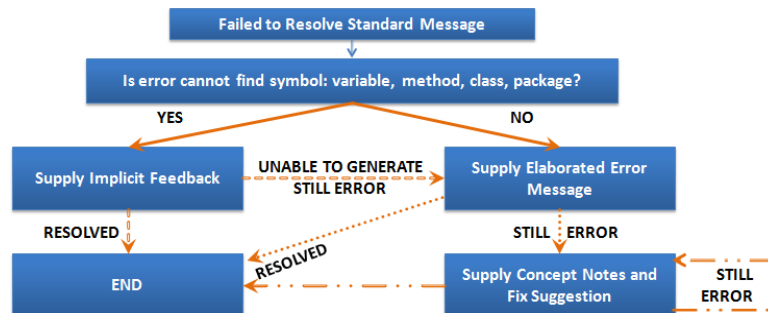 Failed to Resolve Standard Message
Is error cannot find symbol: variable, method, class, package?
YES
NO
Supply Implicit Feedback
UNABLE TO GENERATE
STILL ERROR
Supply Elaborated Error
Message
RESOLVED
RESOLVED
STILL ERROR
END
Supply Concept Notes and
Fix Suggestion
STILL
ERROR